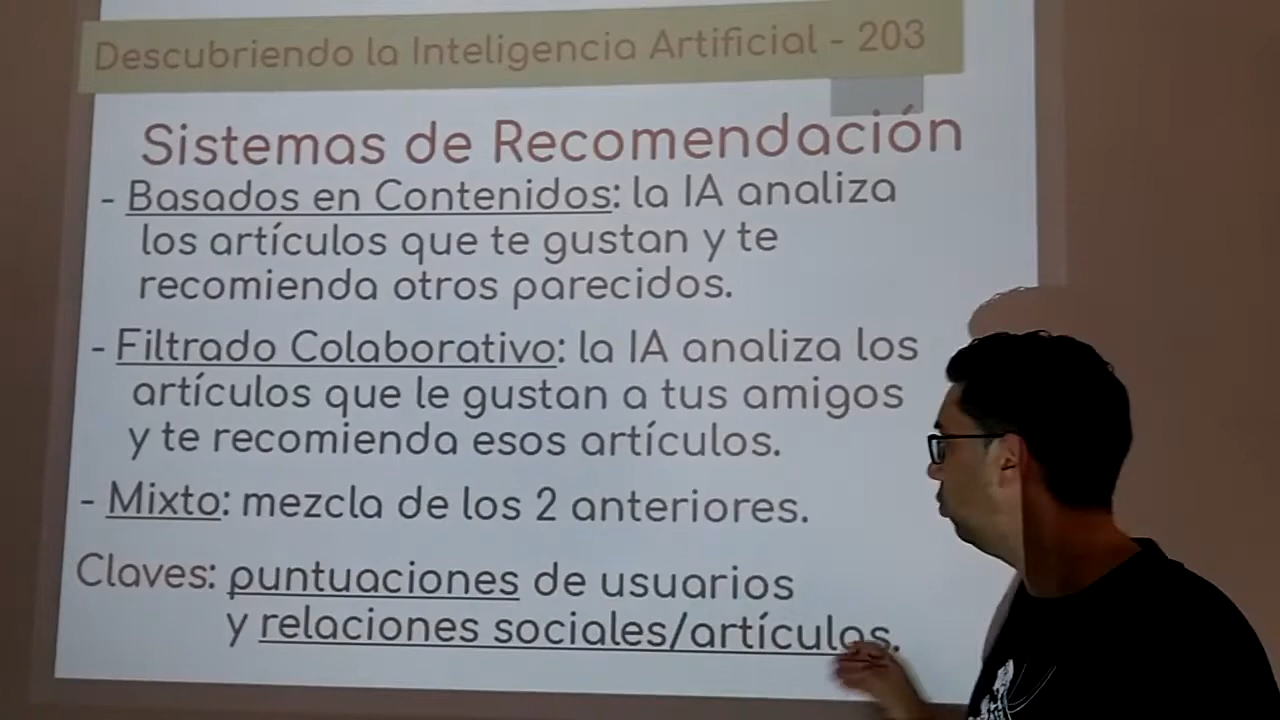 Descubriendo la Inteligencia Artificial - 203
Sistemas de Recomendación
- Basados en Contenidos: la IA analiza
los artículos que te gustan y te
recomienda otros parecidos.
- Filtrado Colaborativo: la IA analiza los
artículos que le gustan a tus amigos
y te recomienda esos artículos.
- Mixto: mezcla de los 2 anteriores.
Claves: puntuaciones de usuarios
y relaciones sociales/artículos.